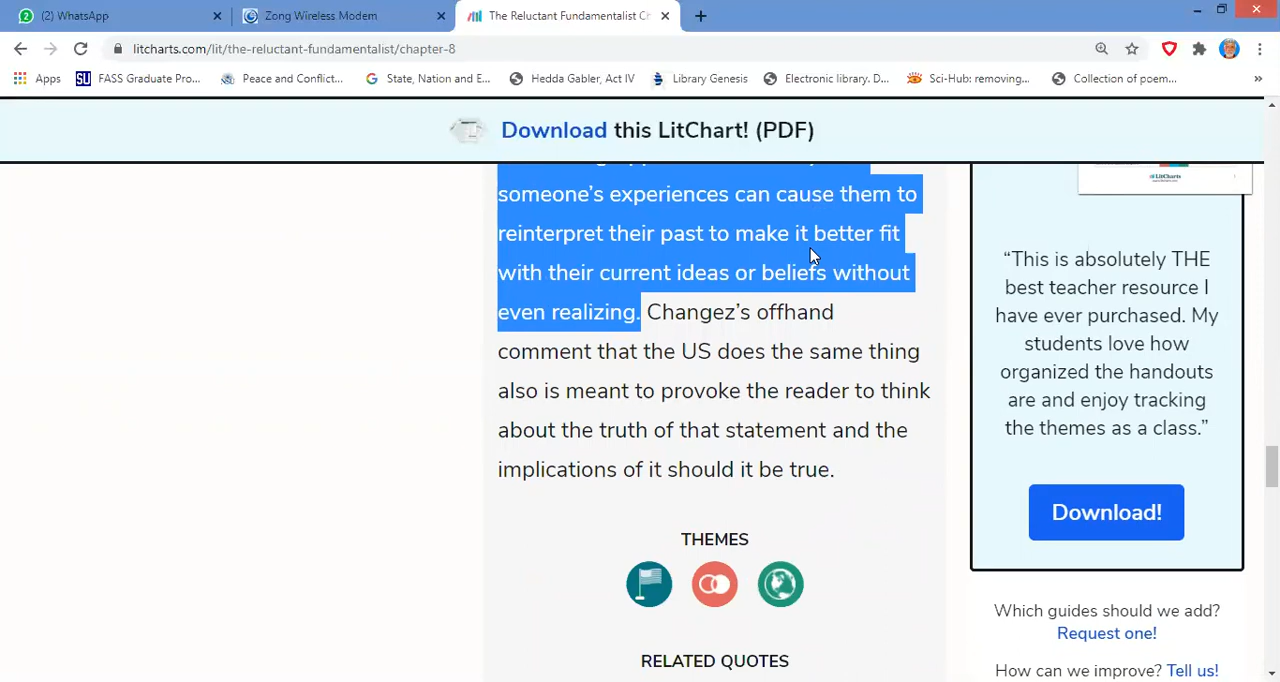 (2) WhatsApp
Zong Wireless Modem
The Reluctant Fundamentalist Ch
litcharts.com/lit/the-reluctant-fundamentalist/chapter-8
Apps
FASS Graduate Pro...
Peace and Conflict...
State, Nation and E...
Hedda Gabler, Act IV
Library Genesis
Electronic library. D...
Sci-Hub: removing...
Collection of poem...
Download this LitChart! (PDF)
someone's experiences can cause them to
reinterpret their past to make it better fit
with their current ideas or beliefs without
even realizing. Changez's offhand
comment that the US does the same thing
also is meant to provoke the reader to think
about the truth of that statement and the
implications of it should it be true.
THEMES
RELATED QUOTES
LitCharts
“This is absolutely THE
best teacher resource I
have ever purchased. My
students love how
organized the handouts
are and enjoy tracking
the themes as a class.”
Download!
Which guides should we add?
Request one!
How can we improve? Tell us!